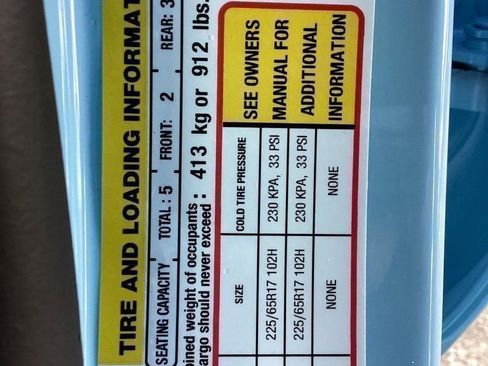 TIRE AND LOADING INFORMAT
SEATING CAPACITY TOTAL : 5 FRONT: 2 REAR: 3
bined weight of occupants
argo should never exceed : 413 kg or 912 lbs.
SIZE COLD TIRE PRESSURE SEE OWNERS
MANUAL FOR
ADDITIONAL
INFORMATION
225/65R17 102H 230 KPA, 33 PSI
225/65R17 102H 230 KPA, 33 PSI
NONE NONE